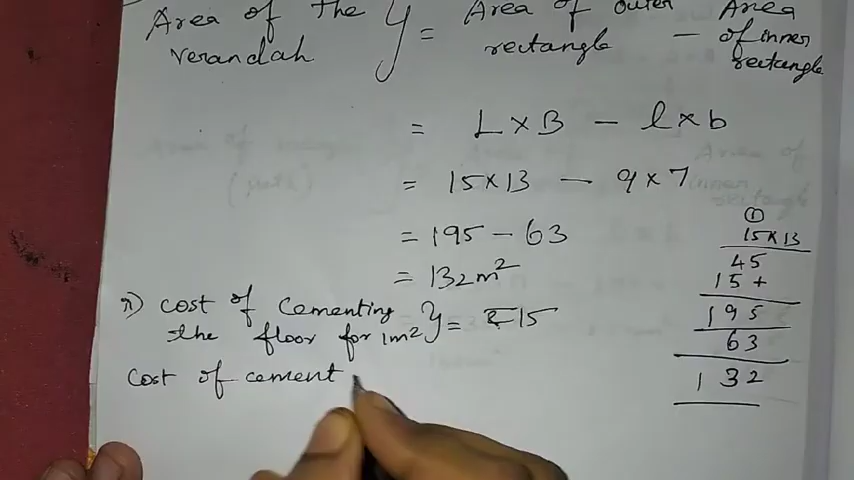 Area of the } = Area of outer rectangle - Area of inner rectangle
verandah
= L × B - l × b
= 15×13 - 9×7
= 195 - 63
= 132 m²
ii) Cost of cementing } = ₹ 15
the floor for 1m²
Cost of cement
①
15×13
45
15+
195
63
132